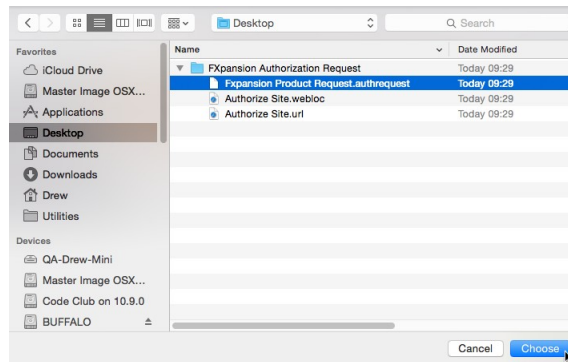 Desktop
Search
Favorites
iCloud Drive
Master Image OSX...
Applications
Desktop
Documents
Downloads
Drew
Utilities
Devices
QA-Drew-Mini
Master Image OSX...
Code Club on 10.9.0
BUFFALO
Name
Date Modified
FXpansion Authorization Request
Today 09:29
Fxpansion Product Request.authrequest
Today 09:29
Authorize Site.webloc
Today 09:29
Authorize Site.url
Today 09:29
Cancel
Choose